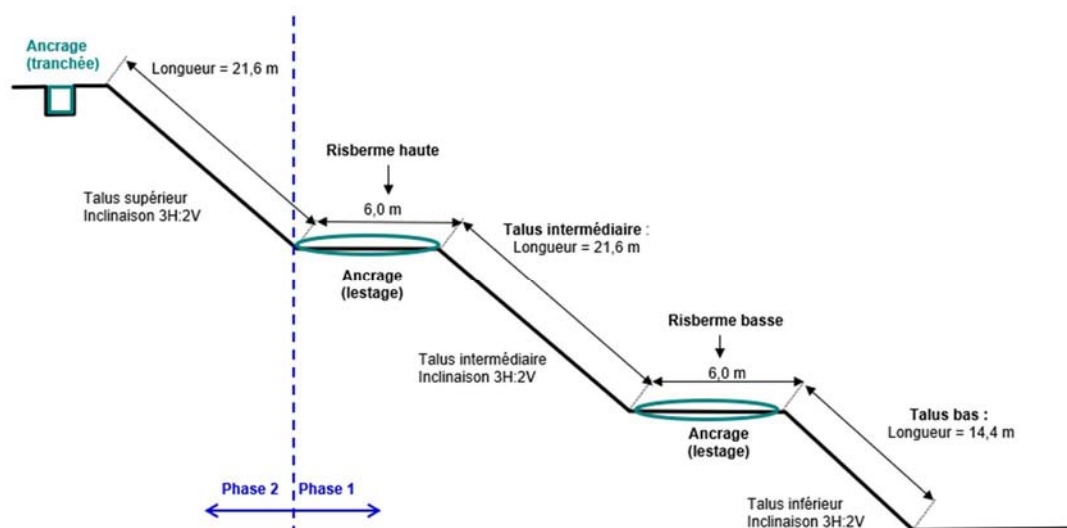 Ancrage
(tranchée)
Longueur = 21,6 m
Talus supérieur
Inclinaison 3H:2V
Risberme haute
6,0 m
Ancrage
(lestage)
Talus intermédiaire :
Longueur = 21,6 m
Talus intermédiaire
Inclinaison 3H:2V
Risberme basse
6,0 m
Ancrage
(lestage)
Talus bas :
Longueur = 14,4 m
Talus inférieur
Inclinaison 3H:2V
Phase 2 Phase 1